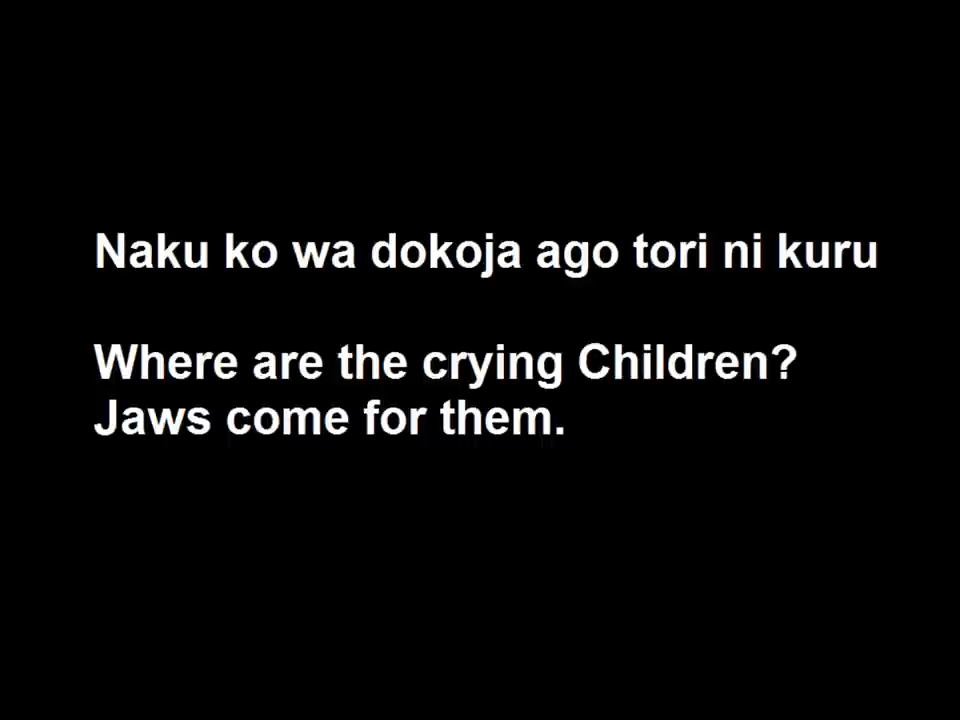 Naku ko wa dokoja ago tori ni kuru
Where are the crying Children?
Jaws come for them.